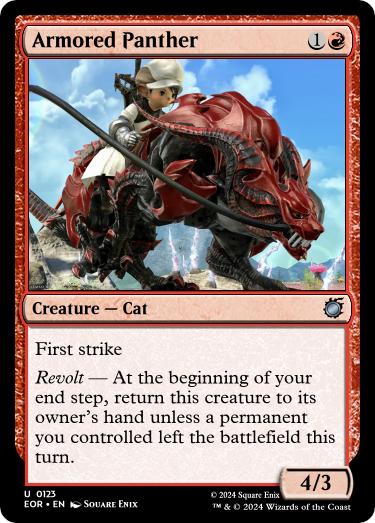 Armored Panther
1
Creature — Cat
First strike
Revolt — At the beginning of your
end step, return this creature to its
owner's hand unless a permanent
you controlled left the battlefield this
turn.
4/3
U 0123
EOR • EN SQUARE ENIX
© 2024 Square Enix
™ & © 2024 Wizards of the Coast